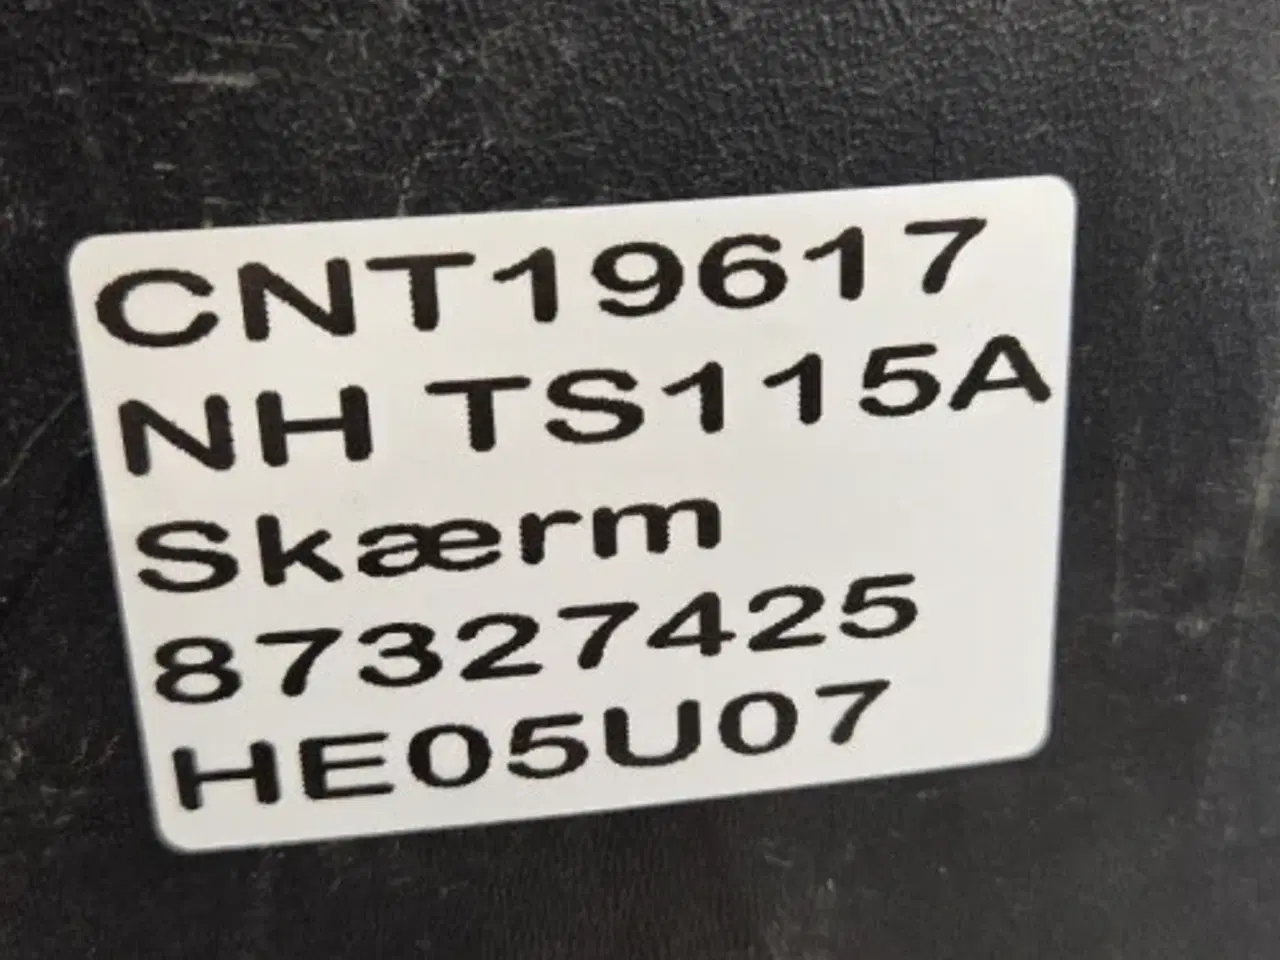 CNT19617
NH TS115A
Skærm
87327425
HE05U07